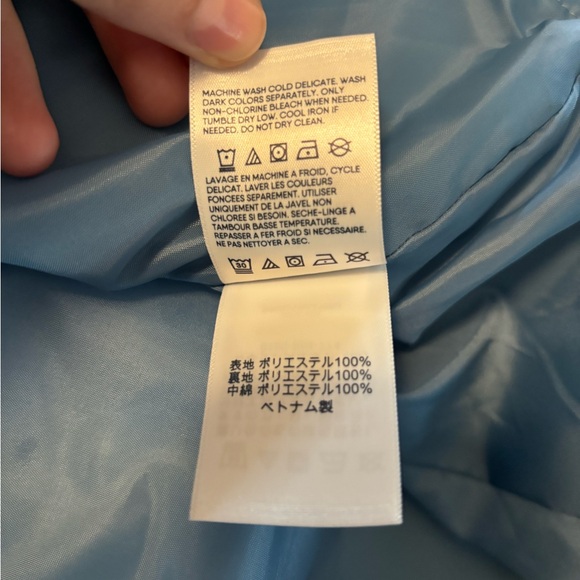 MACHINE WASH COLD DELICATE. WASH
DARK COLORS SEPARATELY. ONLY
NON-CHLORINE BLEACH WHEN NEEDED.
TUMBLE DRY LOW. COOL IRON IF
NEEDED, DO NOT DRY CLEAN.
LAVAGE EN MACHINE A FROID, CYCLE
DELICAT. LAVER LES COULEURS
FONCEES SEPAREMENT. UTILISER
UNIQUEMENT DE LA JAVEL NON
CHLOREE SI BESOIN. SECHE-LINGE A
TAMBOUR BASSE TEMPERATURE.
REPASSER A FER FROID SI NECESSAIRE.
NE PAS NETTOYER A SEC.
30
表地 ポリエステル100%
裏地 ポリエステル100%
中綿 ポリエステル100%
ベトナム製